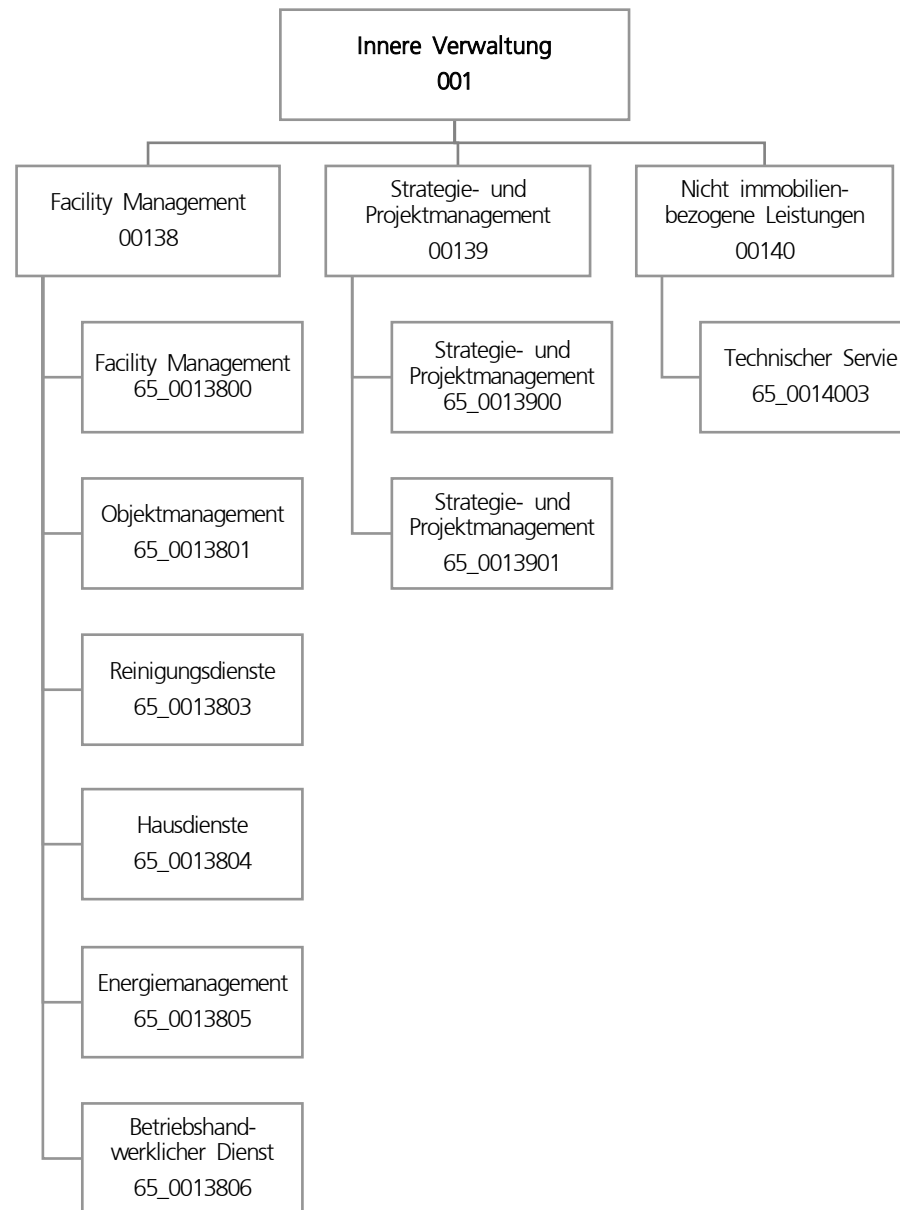 Innere Verwaltung
001
Facility Management
00138
Strategie- und
Projektmanagement
00139
Nicht immobilien-
bezogene Leistungen
00140
Facility Management
65_0013800
Strategie- und
Projektmanagement
65_0013900
Technischer Servie
65_0014003
Objektmanagement
65_0013801
Strategie- und
Projektmanagement
65_0013901
Reinigungsdienste
65_0013803
Hausdienste
65_0013804
Energiemanagement
65_0013805
Betriebshand-
werklicher Dienst
65_0013806